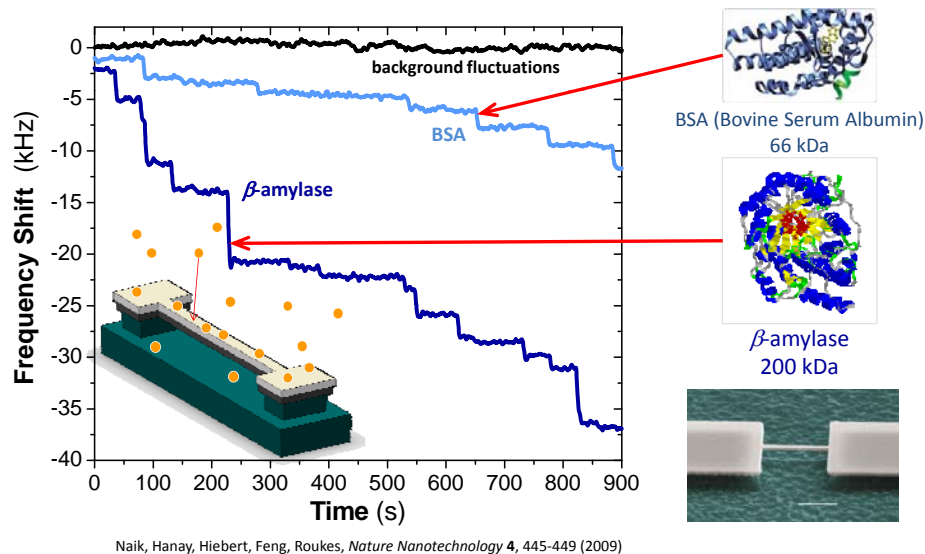 0
-5
-10
-15
-20
-25
-30
-35
-40
Frequency Shift (kHz)
background fluctuations
BSA
β-amylase
0 100 200 300 400 500 600 700 800 900
Time (s)
BSA (Bovine Serum Albumin)
66 kDa
β-amylase
200 kDa
Naik, Hanay, Hiebert, Feng, Roukes, Nature Nanotechnology 4, 445-449 (2009)